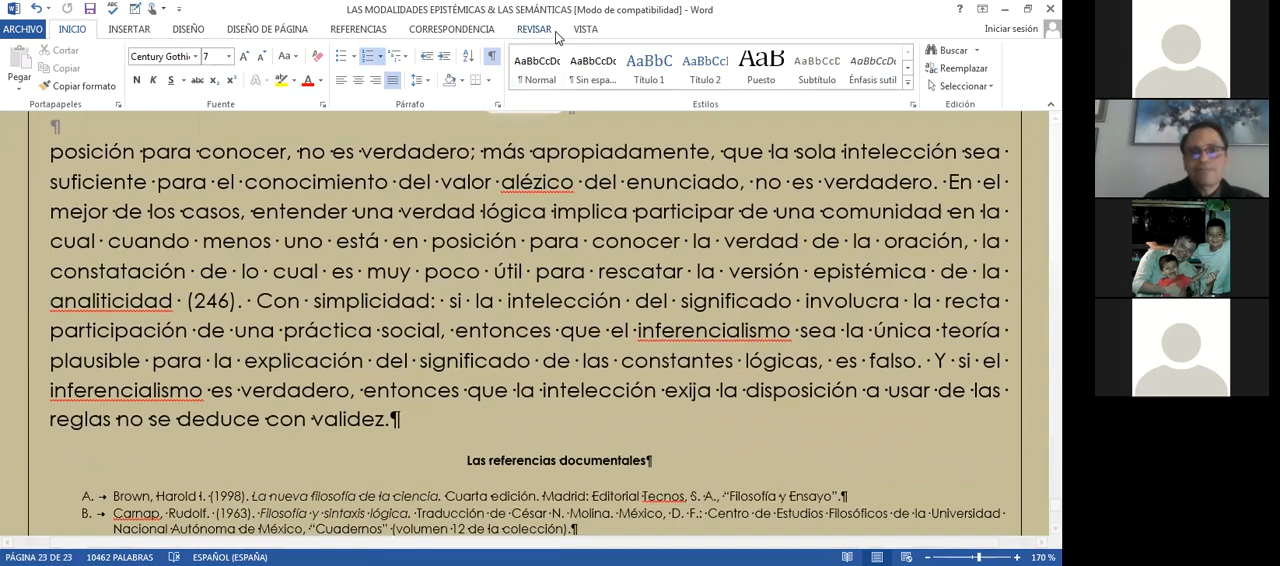 LAS MODALIDADES EPISTÉMICAS & LAS SEMÁNTICAS [Modo de compatibilidad] - Word
ARCHIVO INICIO INSERTAR DISEÑO DISEÑO DE PÁGINA REFERENCIAS CORRESPONDENCIA REVISAR VISTA Iniciar sesión
Pegar
Cortar
Copiar
Copiar formato
Century Gothi 7
AaBbCcDc AaBbCcDc AaBbC AaBbCcl AaB AaBbCcD AaBbCcDc
¶ Normal ¶ Sin espa... Título 1 Título 2 Puesto Subtítulo Énfasis sutil
Buscar
Reemplazar
Seleccionar
Portapapeles Fuente Párrafo Estilos Edición
¶
posición para conocer, no es verdadero; más apropiadamente, que la sola intelección sea
suficiente para el conocimiento del valor alézico del enunciado, no es verdadero. En el
mejor de los casos, entender una verdad lógica implica participar de una comunidad en la
cual cuando menos uno está en posición para conocer la verdad de la oración, la
constatación de lo cual es muy poco útil para rescatar la versión epistémica de la
analiticidad (246). Con simplicidad: si la intelección del significado involucra la recta
participación de una práctica social, entonces que el inferencialismo sea la única teoría
plausible para la explicación del significado de las constantes lógicas, es falso. Y si el
inferencialismo es verdadero, entonces que la intelección exija la disposición a usar de las
reglas no se deduce con validez.¶
Las referencias documentales¶
A. → Brown, Harold I. (1998). La nueva filosofía de la ciencia. Cuarta edición. Madrid: Editorial Tecnos, S. A., “Filosofía y Ensayo”.¶
B. → Carnap, Rudolf. (1963). Filosofía y sintaxis lógica. Traducción de César N. Molina. México, D. F.: Centro de Estudios Filosóficos de la Universidad
Nacional Autónoma de México, “Cuadernos” (volumen 12 de la colección).¶
PÁGINA 23 DE 23 10462 PALABRAS ESPAÑOL (ESPAÑA) 170 %